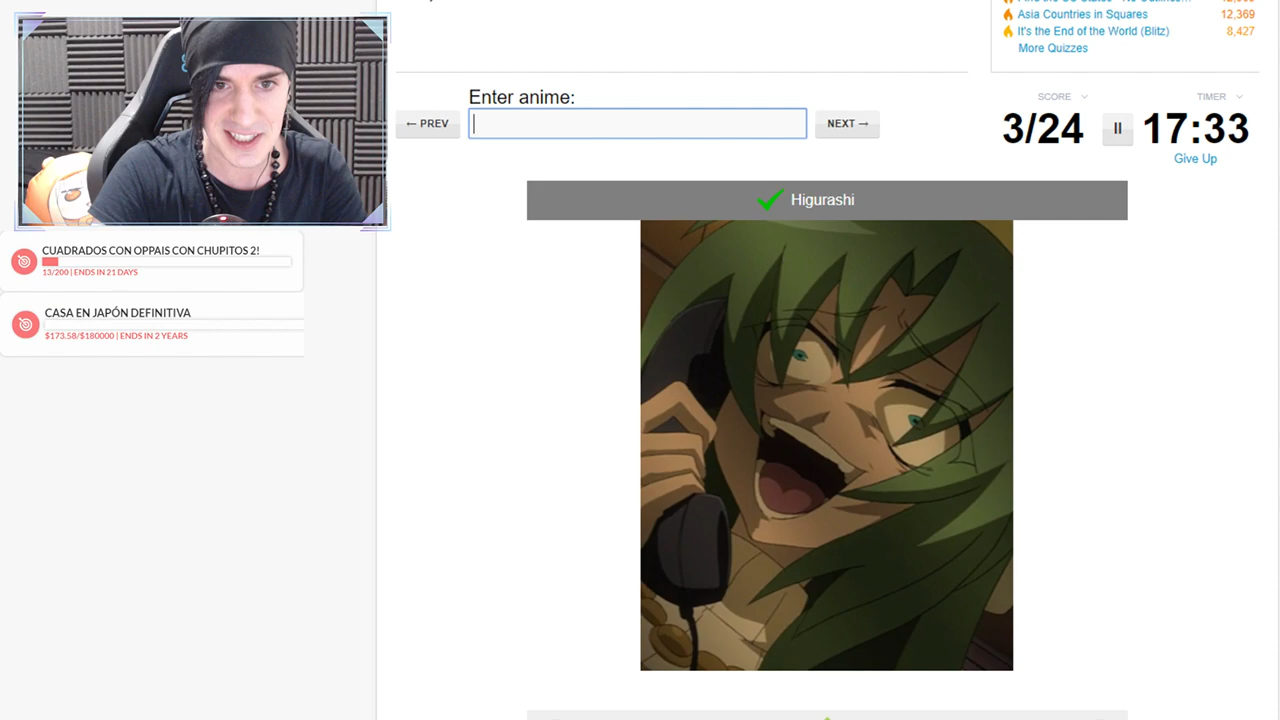 Asia Countries in Squares 12,369
It's the End of the World (Blitz) 8,427
More Quizzes
Enter anime:
← PREV
NEXT →
SCORE
3/24
TIMER
17:33
Give Up
Higurashi
CUADRADOS CON OPPAIS CON CHUPITOS 2!
13/200 | ENDS IN 21 DAYS
CASA EN JAPÓN DEFINITIVA
$173.58/$180000 | ENDS IN 2 YEARS